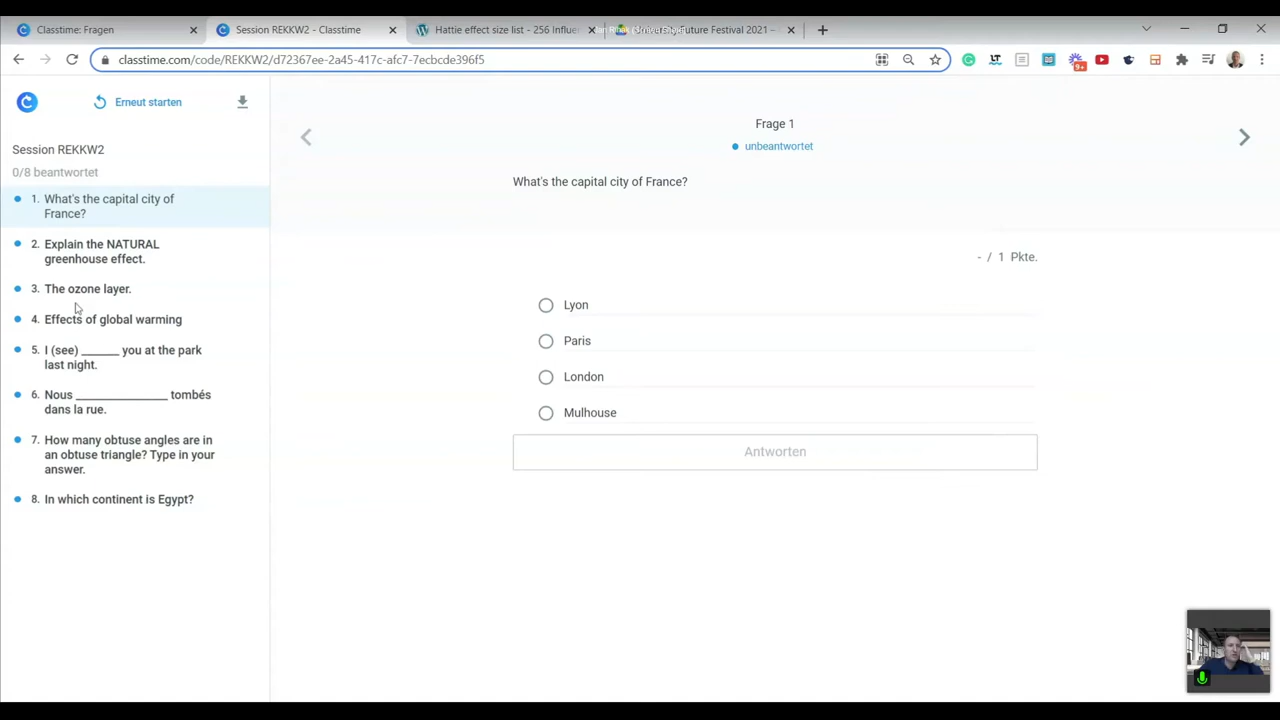 Classtime: Fragen
Session REKKW2 - Classtime
Hattie effect size list - 256 Influe
Future Festival 2021 -
classtime.com/code/REKKW2/d72367ee-2a45-417c-afc7-7ecbcde396f5
9+
Erneut starten
Session REKKW2
0/8 beantwortet
1. What's the capital city of
France?
2. Explain the NATURAL
greenhouse effect.
3. The ozone layer.
4. Effects of global warming
5. I (see) ______ you at the park
last night.
6. Nous _______________ tombés
dans la rue.
7. How many obtuse angles are in
an obtuse triangle? Type in your
answer.
8. In which continent is Egypt?
Frage 1
unbeantwortet
What's the capital city of France?
- / 1 Pkte.
Lyon
Paris
London
Mulhouse
Antworten